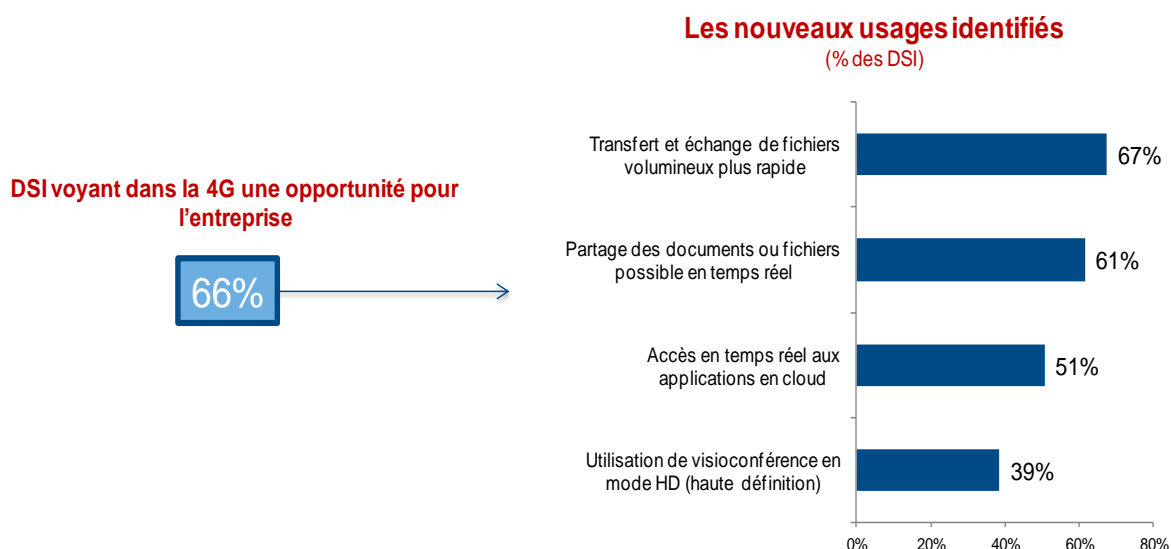 Les nouveaux usages identifiés
(% des DSI)
DSI voyant dans la 4G une opportunité pour
l'entreprise
66%
Transfert et échange de fichiers
volumineux plus rapide
67%
Partage des documents ou fichiers
possible en temps réel
61%
Accès en temps réel aux
applications en cloud
51%
Utilisation de visioconférence en
mode HD (haute définition)
39%
0% 20% 40% 60% 80%